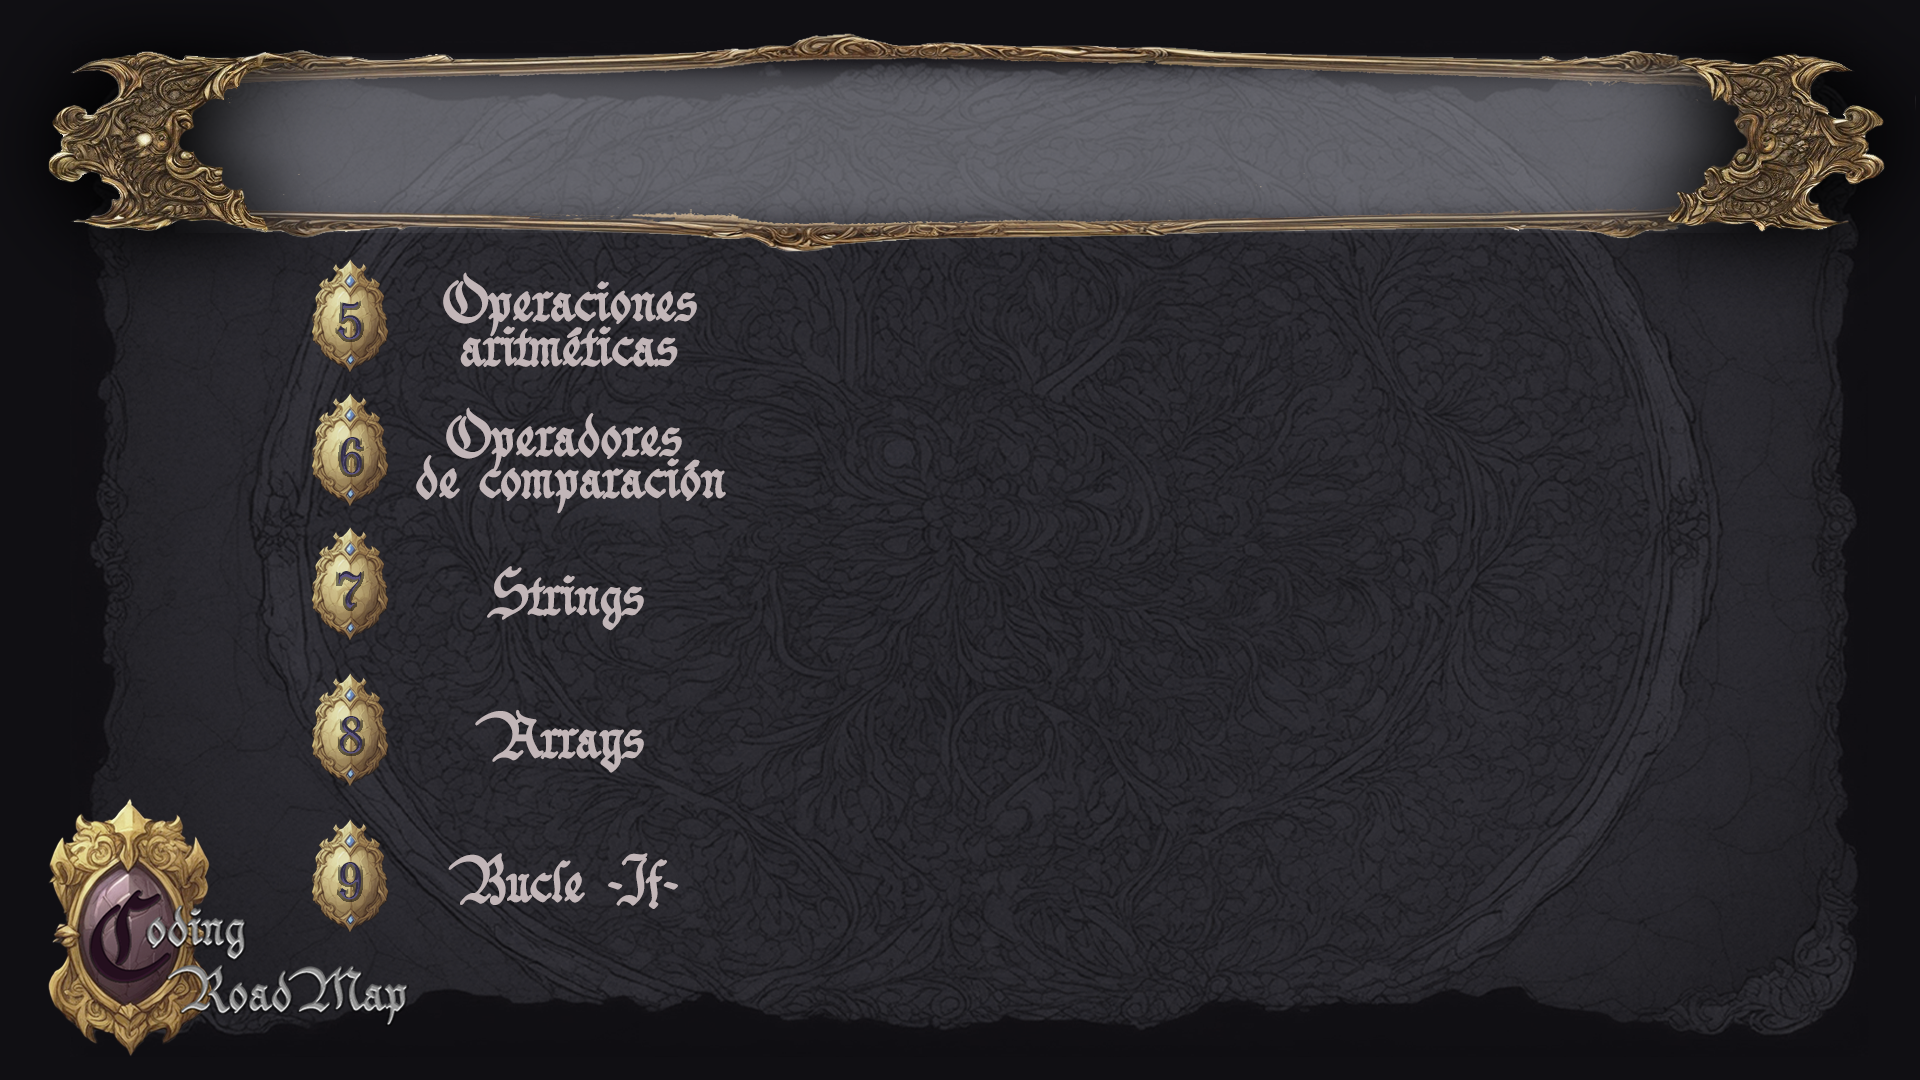 5
Operaciones
aritméticas
6
Operadores
de comparación
7
Strings
8
Arrays
9
Bucle -If-
Coding
RoadMap